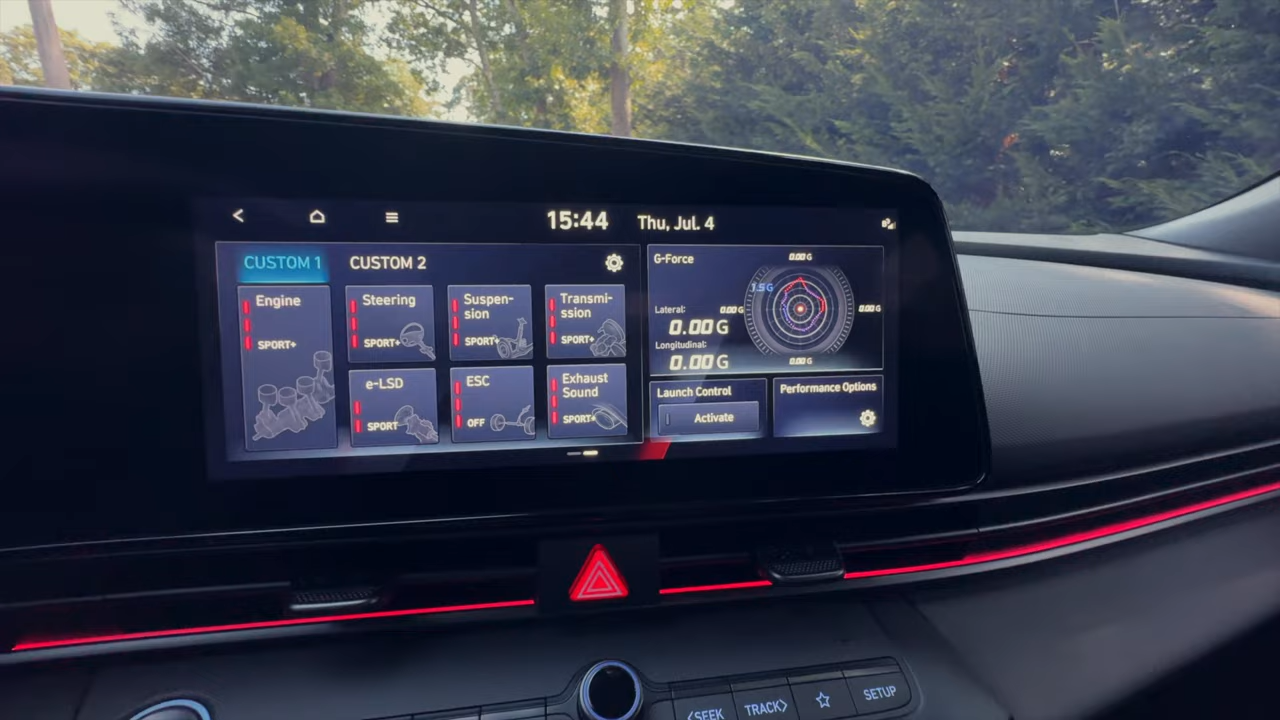 15:44 Thu, Jul. 4
CUSTOM 1 CUSTOM 2
Engine
SPORT+
Steering
SPORT+
Suspen-
sion
SPORT+
Transmi-
ssion
SPORT+
e-LSD
SPORT
ESC
OFF
Exhaust
Sound
SPORT+
G-Force
0.00 G
1.5G
Lateral:
0.00 G
0.00 G
0.00 G
Longitudinal:
0.00 G
0.00 G
Launch Control
Activate
Performance Options
<SEEK
TRACK>
SETUP